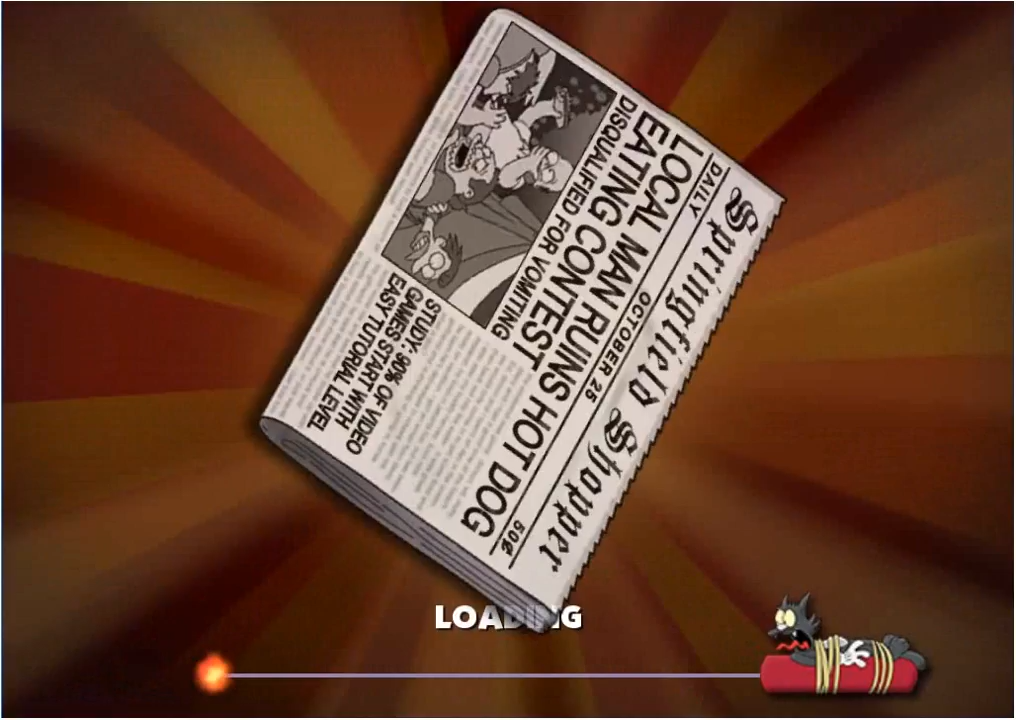 Springfield Shopper
DAILY
OCTOBER 25
50¢
LOCAL MAN RUINS HOT DOG
EATING CONTEST
DISQUALIFIED FOR VOMITING
STUDY: 90% OF VIDEO
GAMES START WITH
EASY TUTORIAL LEVEL
LOADING